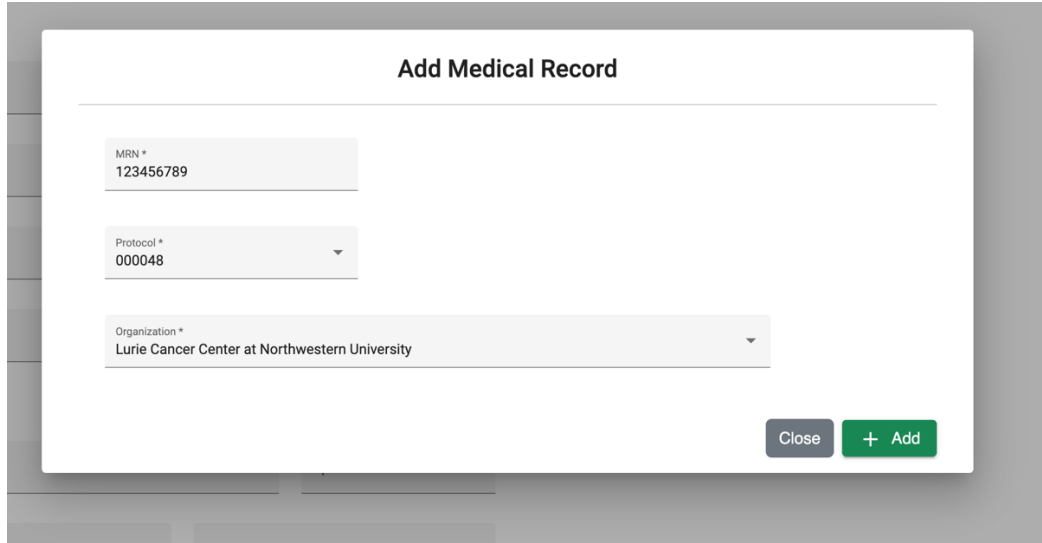 Add Medical Record
MRN *
123456789
Protocol *
000048
Organization *
Lurie Cancer Center at Northwestern University
Close
+ Add